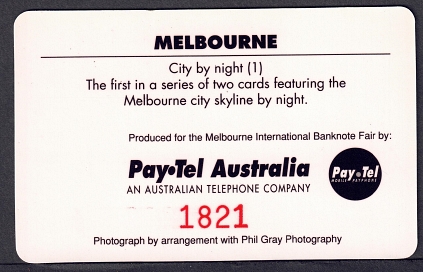 MELBOURNE
City by night (1)
The first in a series of two cards featuring the
Melbourne city skyline by night.
Produced for the Melbourne International Banknote Fair by:
Pay•Tel Australia
AN AUSTRALIAN TELEPHONE COMPANY
Pay•Tel
MOBILE PAYPHONE
1821
Photograph by arrangement with Phil Gray Photography